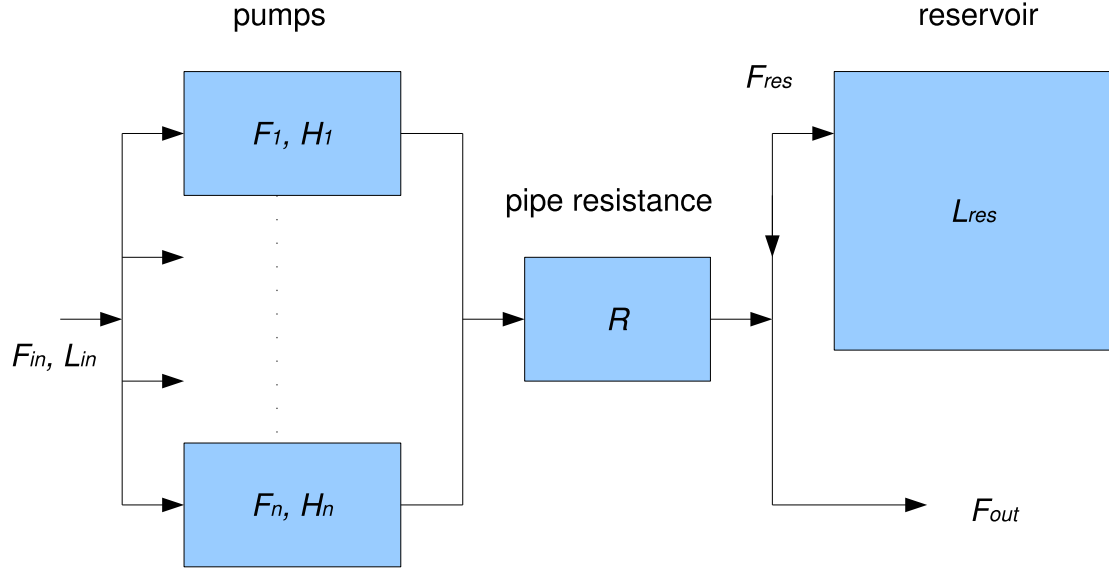 pumps
reservoir
Fres
F1, H1
pipe resistance
Lres
R
Fin, Lin
Fn, Hn
Fout